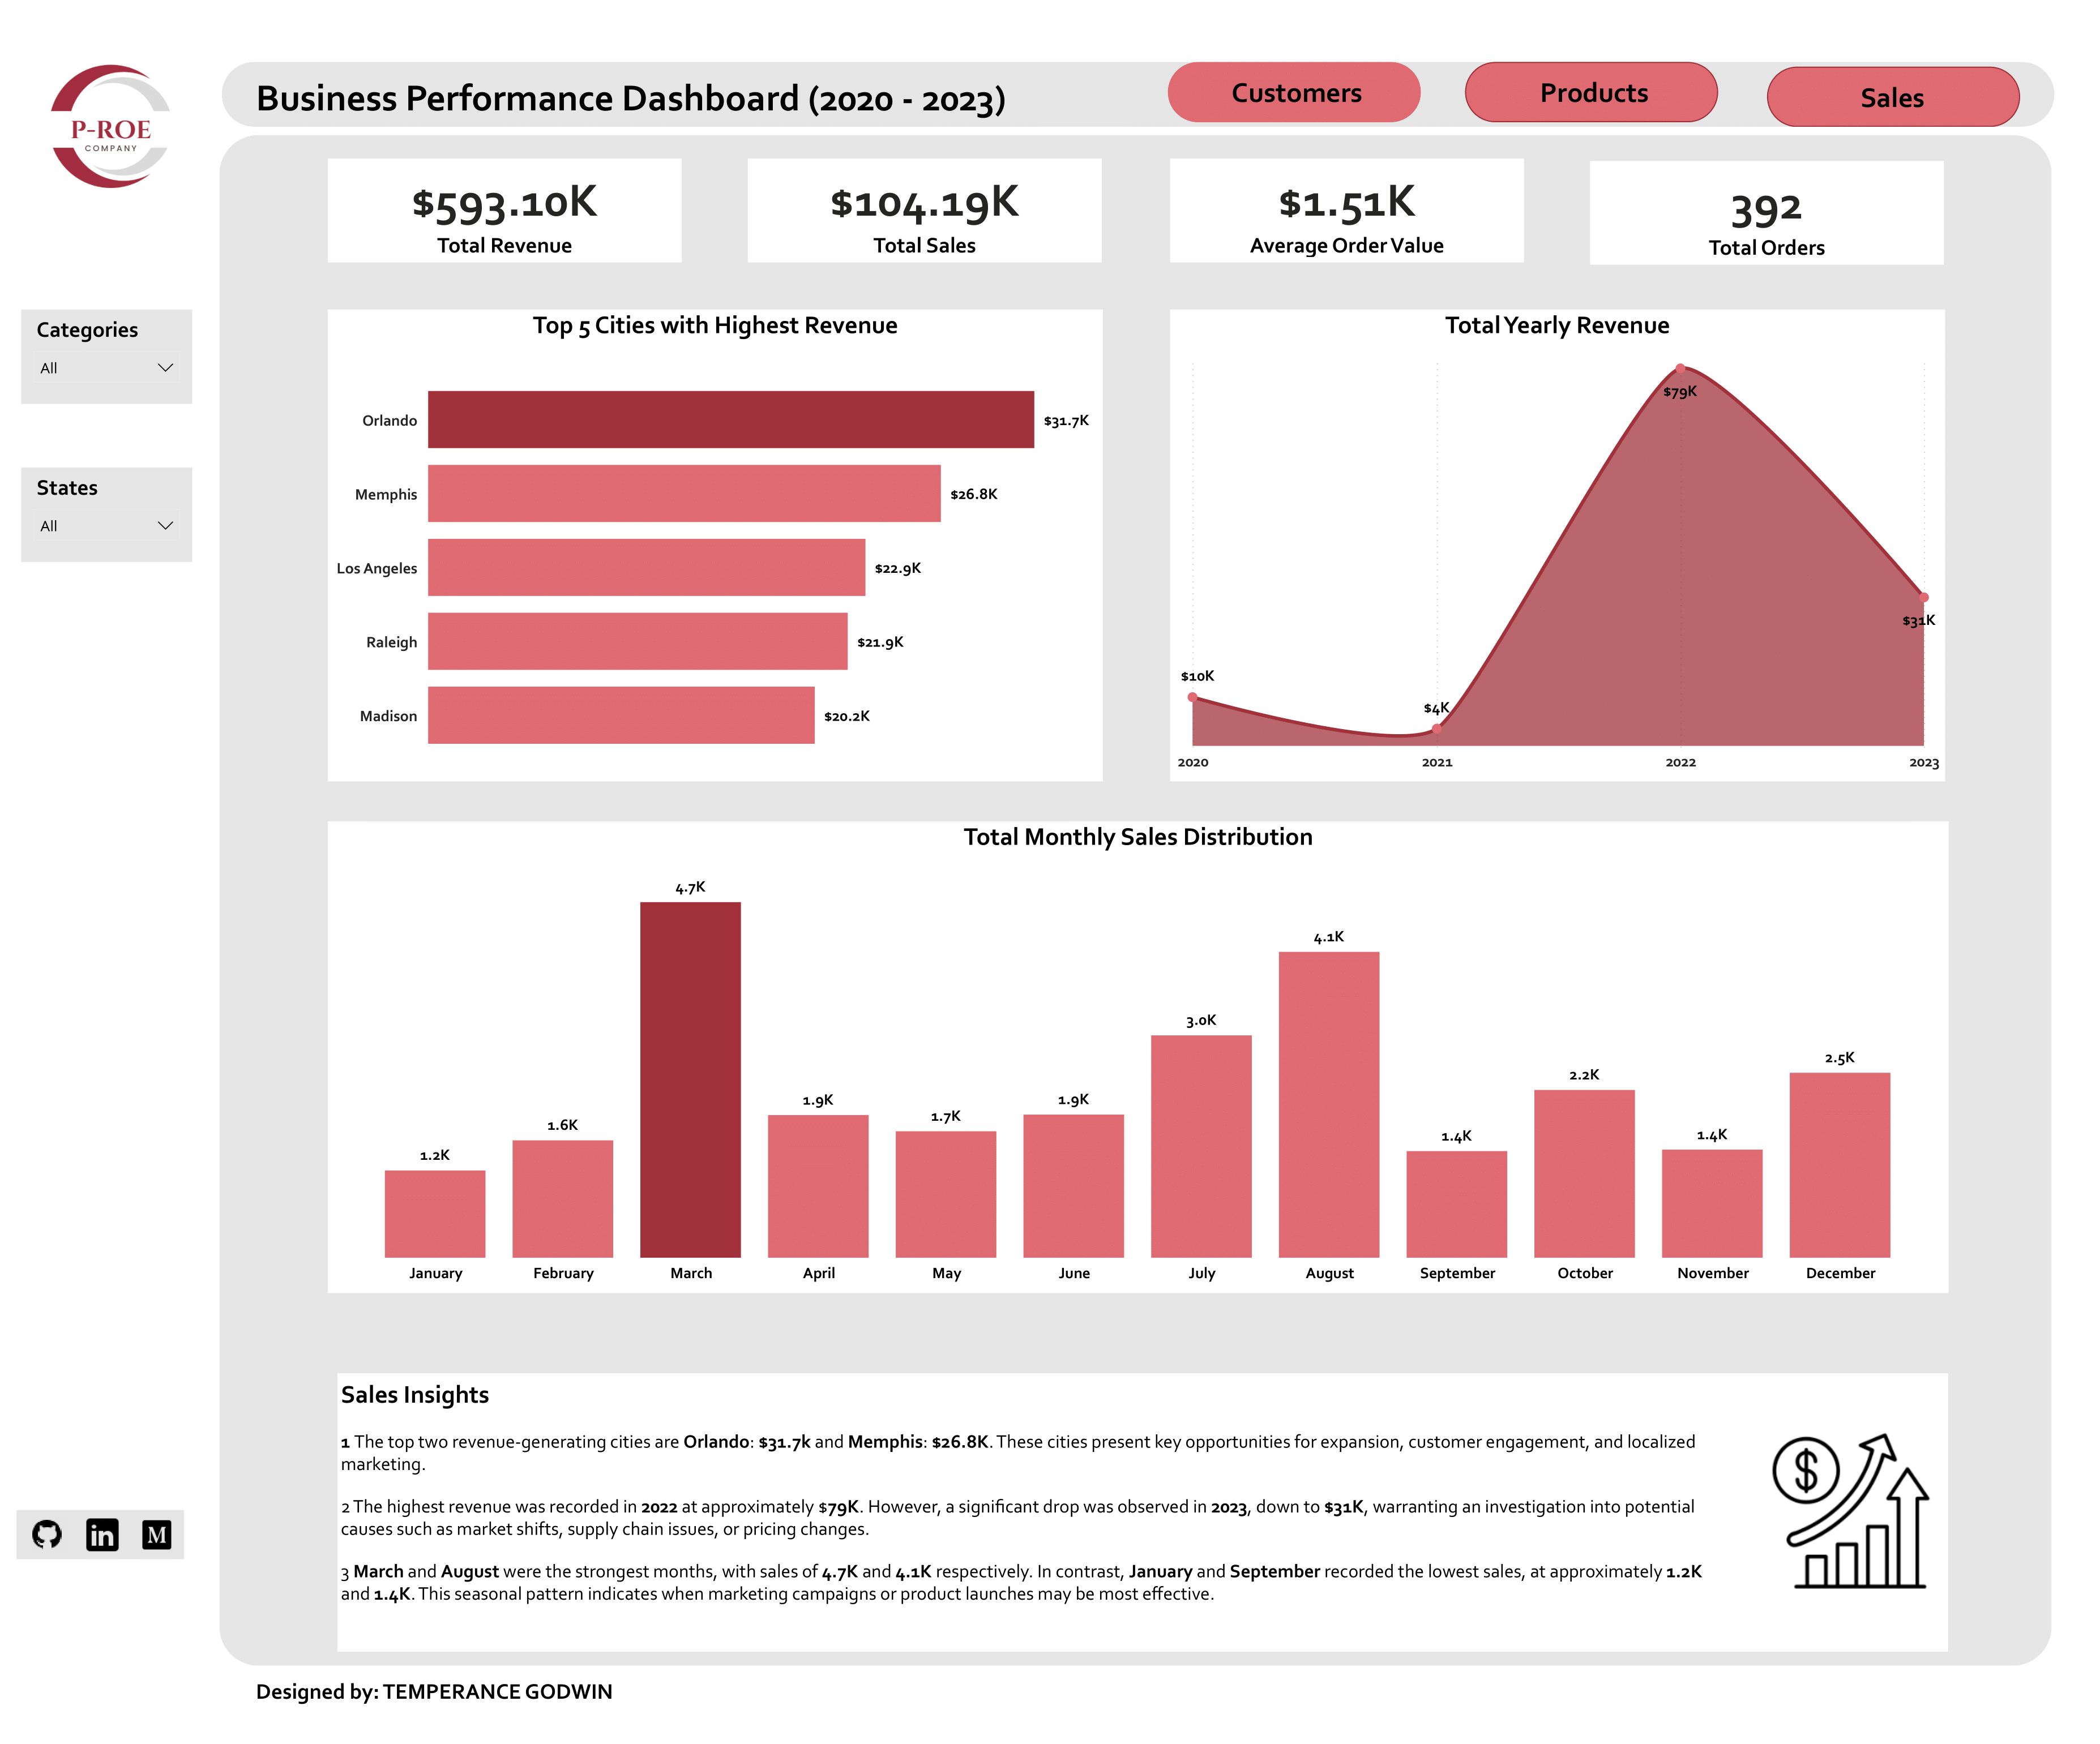 P-ROE
COMPANY
Business Performance Dashboard (2020 - 2023)
Customers
Products
Sales
$593.10K
Total Revenue
$104.19K
Total Sales
$1.51K
Average Order Value
392
Total Orders
Categories
All
States
All
Top 5 Cities with Highest Revenue
Orlando
$31.7K
Memphis
$26.8K
Los Angeles
$22.9K
Raleigh
$21.9K
Madison
$20.2K
Total Yearly Revenue
$79K
$31K
$10K
$4K
2020
2021
2022
2023
Total Monthly Sales Distribution
4.7K
4.1K
3.0K
2.5K
2.2K
1.9K
1.7K
1.9K
1.6K
1.4K
1.4K
1.2K
January
February
March
April
May
June
July
August
September
October
November
December
Sales Insights
1 The top two revenue-generating cities are Orlando: $31.7k and Memphis: $26.8K. These cities present key opportunities for expansion, customer engagement, and localized
marketing.
2 The highest revenue was recorded in 2022 at approximately $79K. However, a significant drop was observed in 2023, down to $31K, warranting an investigation into potential
causes such as market shifts, supply chain issues, or pricing changes.
3 March and August were the strongest months, with sales of 4.7K and 4.1K respectively. In contrast, January and September recorded the lowest sales, at approximately 1.2K
and 1.4K. This seasonal pattern indicates when marketing campaigns or product launches may be most effective.
$
in
M
Designed by: TEMPERANCE GODWIN